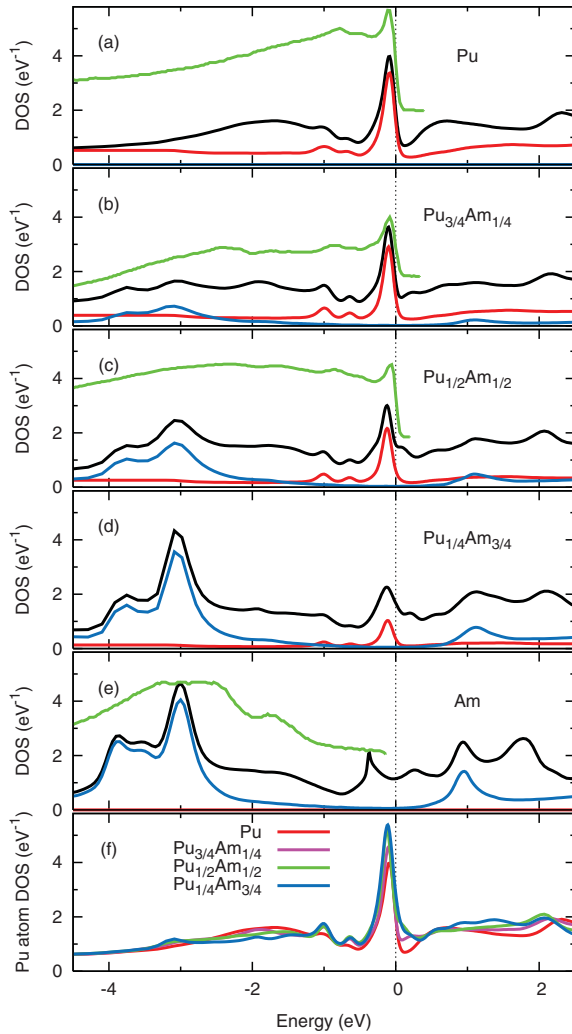 (a)
Pu
DOS (eV⁻¹)
4
2
0
(b)
Pu3/4Am1/4
DOS (eV⁻¹)
4
2
0
(c)
Pu1/2Am1/2
DOS (eV⁻¹)
4
2
0
(d)
Pu1/4Am3/4
DOS (eV⁻¹)
4
2
0
(e)
Am
DOS (eV⁻¹)
4
2
0
(f)
Pu
Pu3/4Am1/4
Pu1/2Am1/2
Pu1/4Am3/4
Pu atom DOS (eV⁻¹)
4
2
0
-4 -2 0 2
Energy (eV)